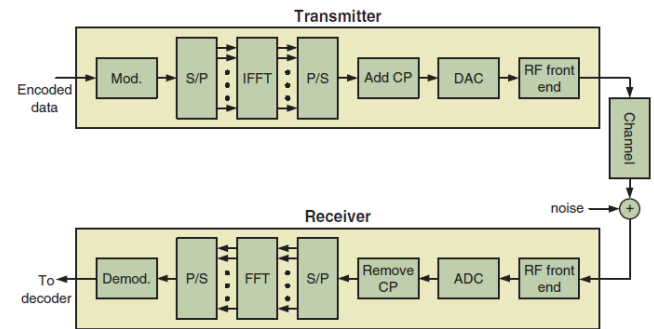 Transmitter
Encoded
data
Mod.
S/P
IFFT
P/S
Add CP
DAC
RF front
end
Channel
noise
+
Receiver
To
decoder
Demod.
P/S
FFT
S/P
Remove
CP
ADC
RF front
end